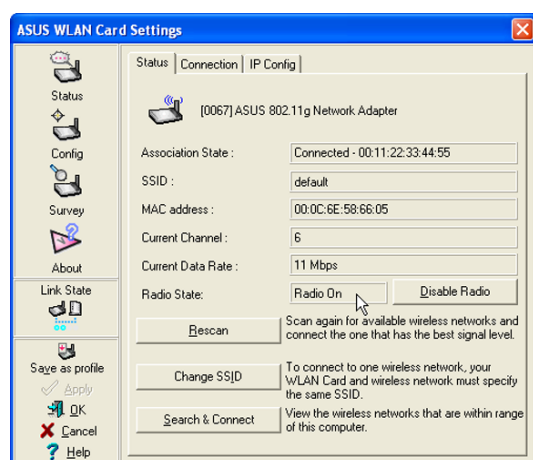 ASUS WLAN Card Settings
Status
Config
Survey
About
Link State
Save as profile
Apply
OK
Cancel
Help
Status Connection IP Config
[0067] ASUS 802.11g Network Adapter
Association State : Connected - 00:11:22:33:44:55
SSID : default
MAC address : 00:0C:6E:58:66:05
Current Channel : 6
Current Data Rate : 11 Mbps
Radio State: Radio On Disable Radio
Rescan
Scan again for available wireless networks and
connect the one that has the best signal level.
Change SSID
To connect to one wireless network, your
WLAN Card and wireless network must specify
the same SSID.
Search & Connect
View the wireless networks that are within range
of this computer.